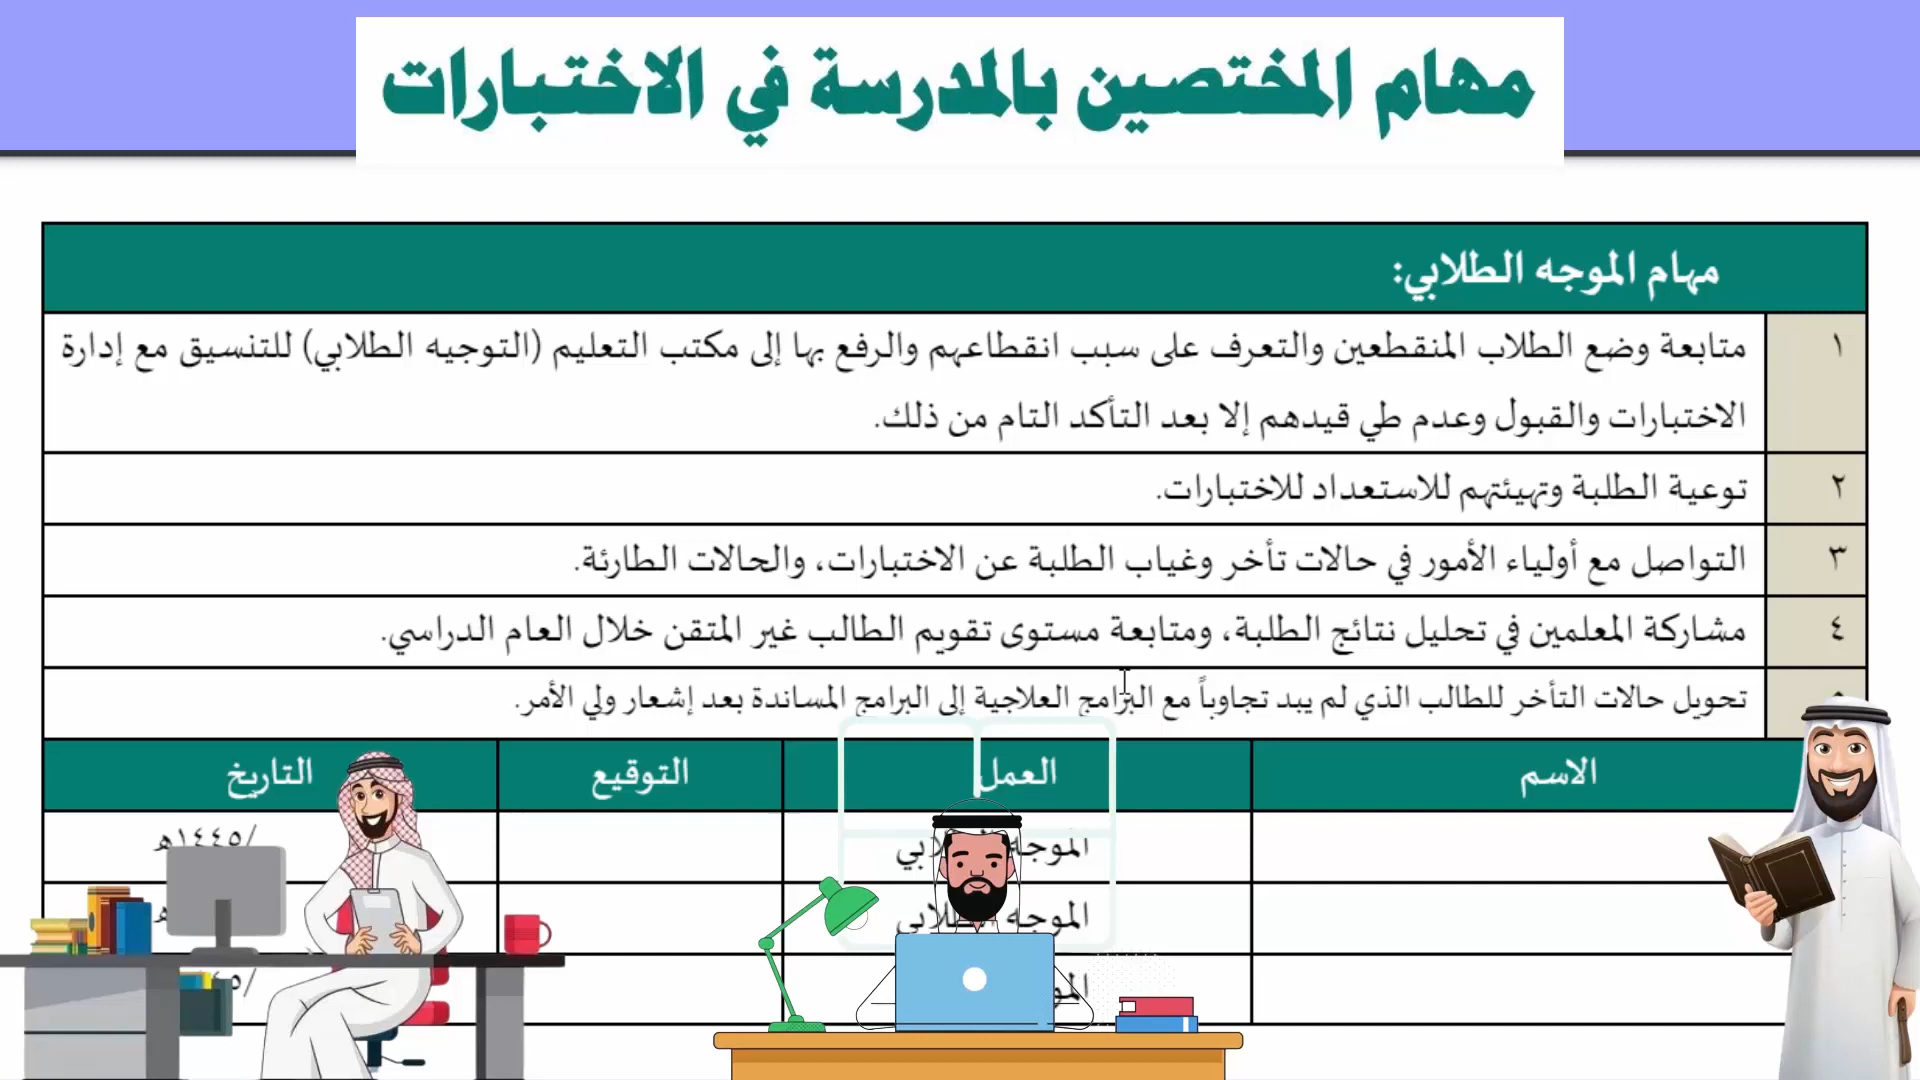 مهام المختصين بالمدرسة في الاختبارات
مهام الموجه الطلابي:
١ متابعة وضع الطلاب المنقطعين والتعرف على سبب انقطاعهم والرفع بها إلى مكتب التعليم (التوجيه الطلابي) للتنسيق مع إدارة
الاختبارات والقبول وعدم طي قيدهم إلا بعد التأكد التام من ذلك.
٢ توعية الطلبة وتهيئتهم للاستعداد للاختبارات.
٣ التواصل مع أولياء الأمور في حالات تأخر وغياب الطلبة عن الاختبارات، والحالات الطارئة.
٤ مشاركة المعلمين في تحليل نتائج الطلبة، ومتابعة مستوى تقويم الطالب غير المتقن خلال العام الدراسي.
تحويل حالات التأخر للطالب الذي لم يبد تجاوباً مع البرامج العلاجية إلى البرامج المساندة بعد إشعار ولي الأمر.
الاسم العمل التوقيع التاريخ
الموجه /١٤٤٥هـ
الموجه